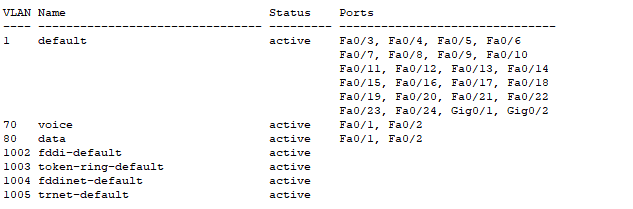 VLAN Name                             Status    Ports
---- -------------------------------- --------- -------------------------------
1    default                          active    Fa0/3, Fa0/4, Fa0/5, Fa0/6
                                                Fa0/7, Fa0/8, Fa0/9, Fa0/10
                                                Fa0/11, Fa0/12, Fa0/13, Fa0/14
                                                Fa0/15, Fa0/16, Fa0/17, Fa0/18
                                                Fa0/19, Fa0/20, Fa0/21, Fa0/22
                                                Fa0/23, Fa0/24, Gig0/1, Gig0/2
70   voice                            active    Fa0/1, Fa0/2
80   data                             active    Fa0/1, Fa0/2
1002 fddi-default                     active
1003 token-ring-default               active
1004 fddinet-default                  active
1005 trnet-default                    active